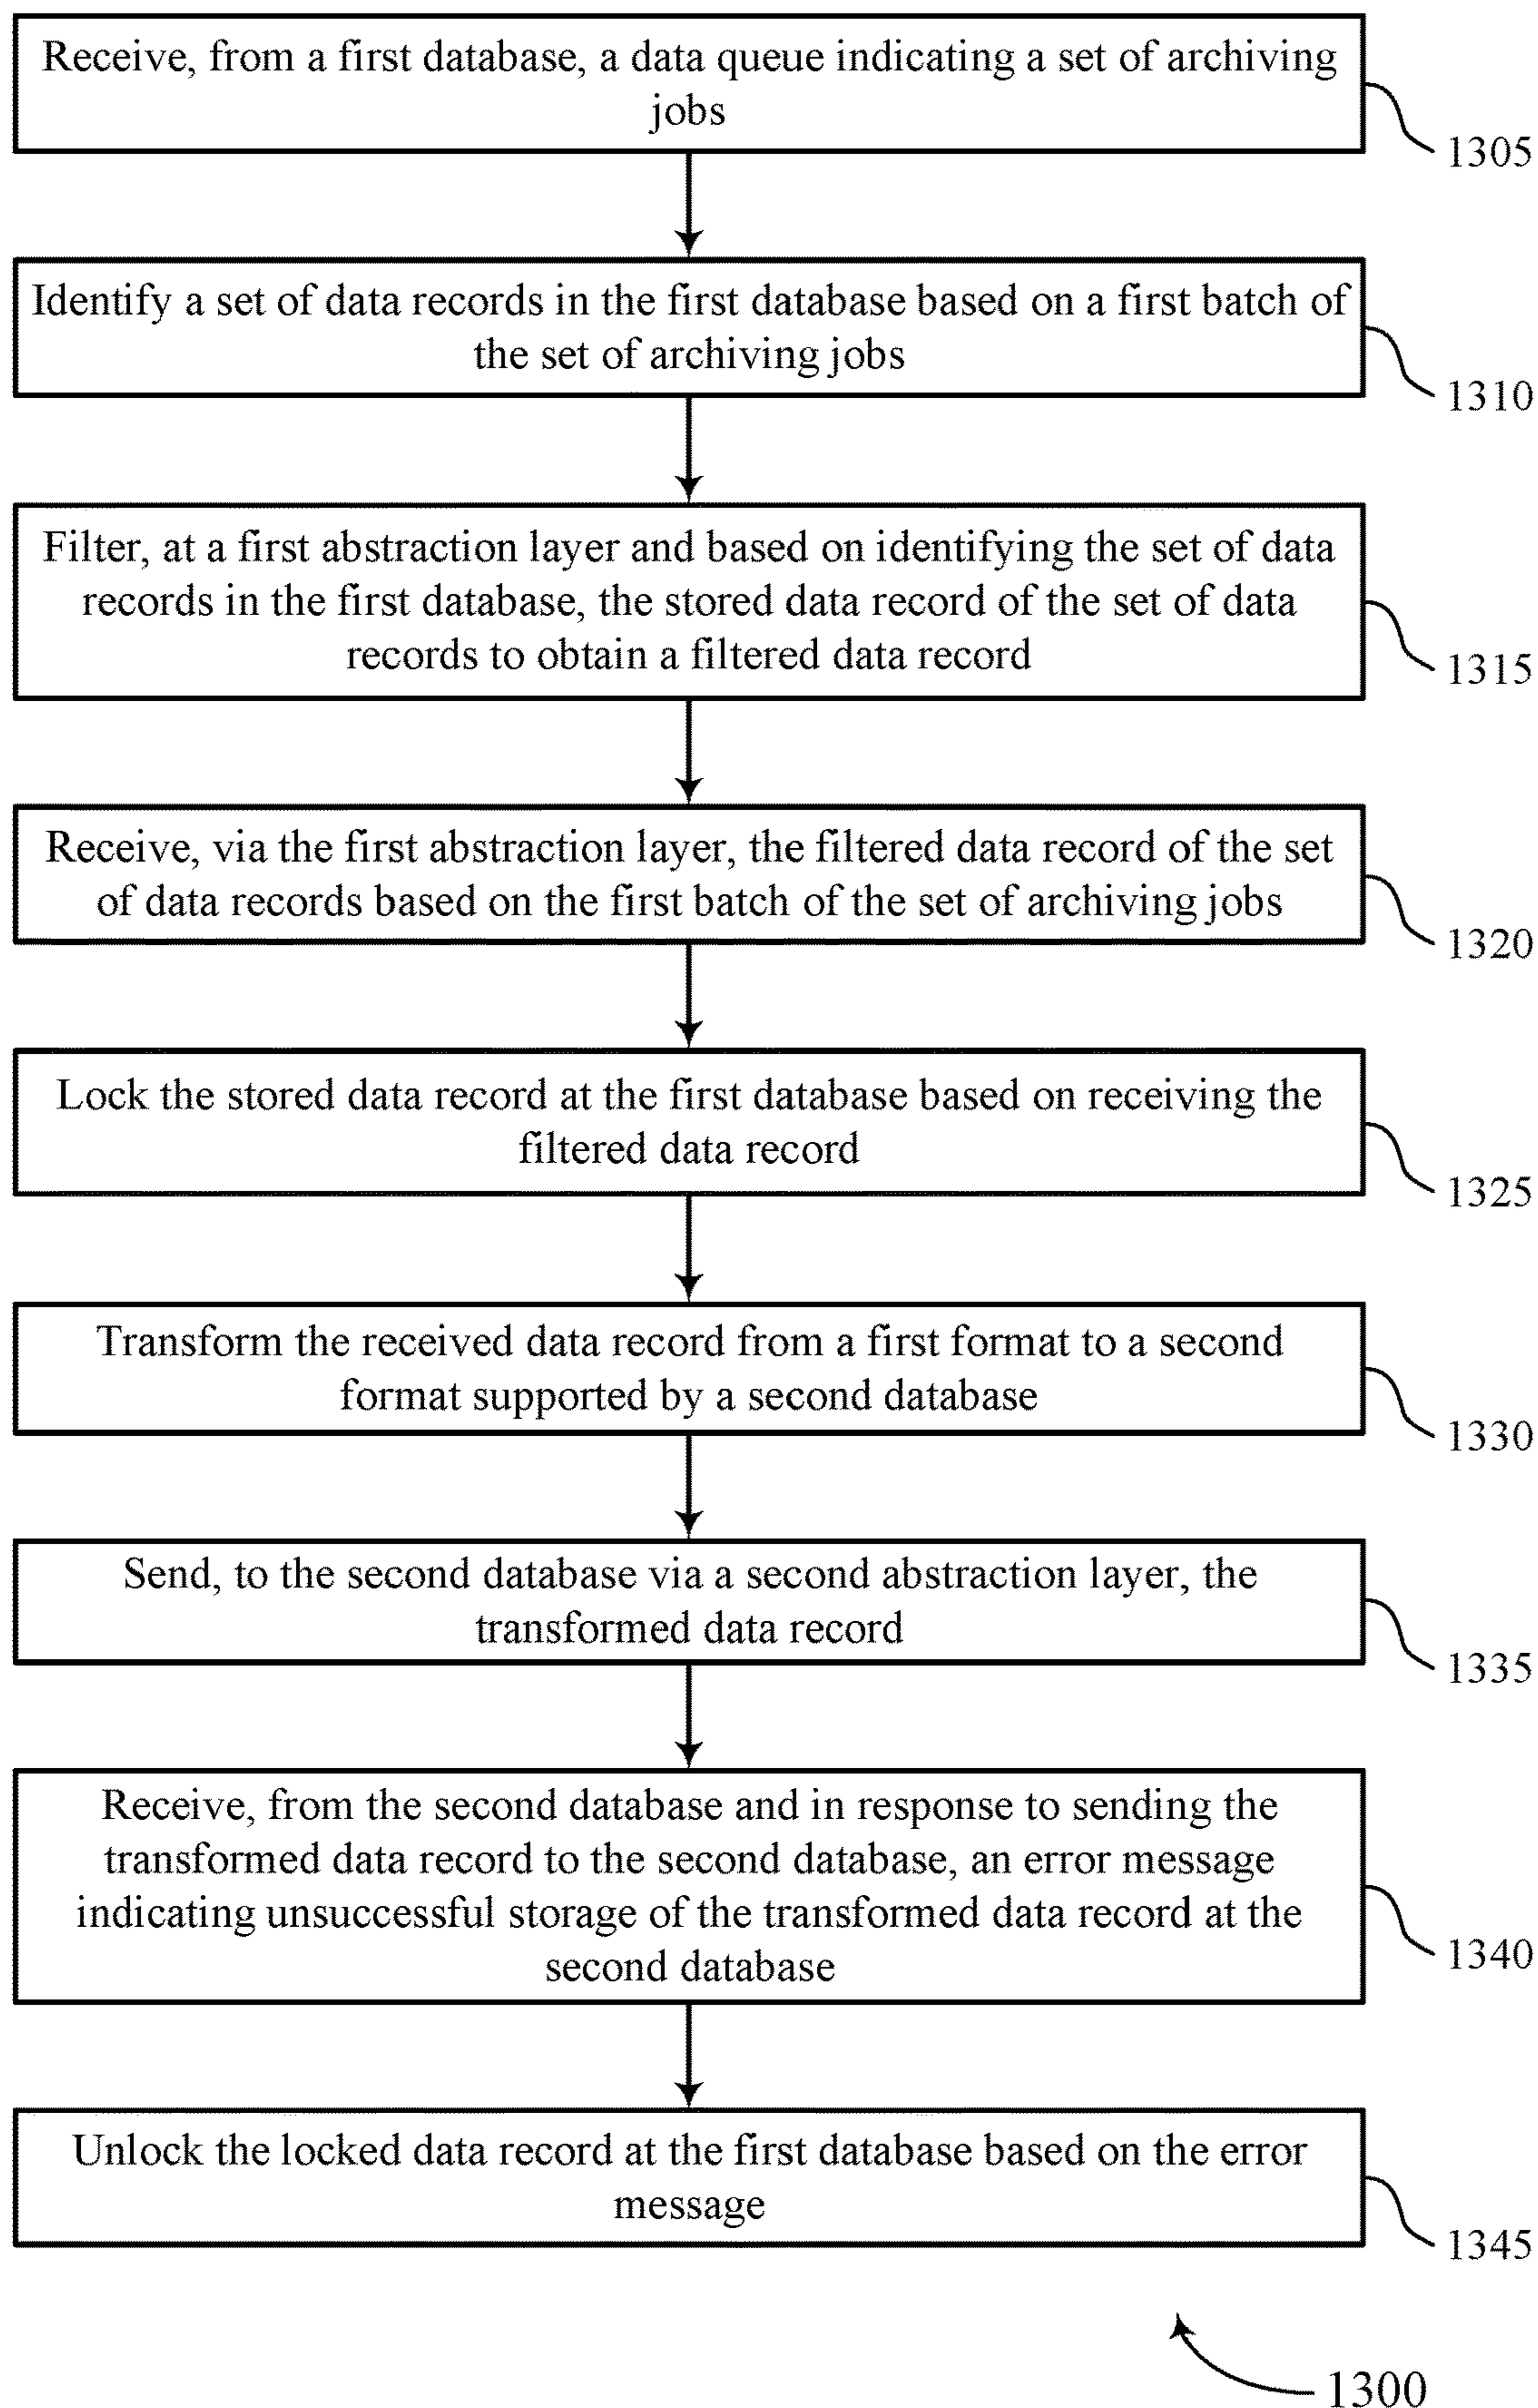 Receive, from a first database, a data queue indicating a set of archiving
jobs
1305
Identify a set of data records in the first database based on a first batch of
the set of archiving jobs
1310
Filter, at a first abstraction layer and based on identifying the set of data
records in the first database, the stored data record of the set of data
records to obtain a filtered data record
1315
Receive, via the first abstraction layer, the filtered data record of the set
of data records based on the first batch of the set of archiving jobs
1320
Lock the stored data record at the first database based on receiving the
filtered data record
1325
Transform the received data record from a first format to a second
format supported by a second database
1330
Send, to the second database via a second abstraction layer, the
transformed data record
1335
Receive, from the second database and in response to sending the
transformed data record to the second database, an error message
indicating unsuccessful storage of the transformed data record at the
second database
1340
Unlock the locked data record at the first database based on the error
message
1345
1300